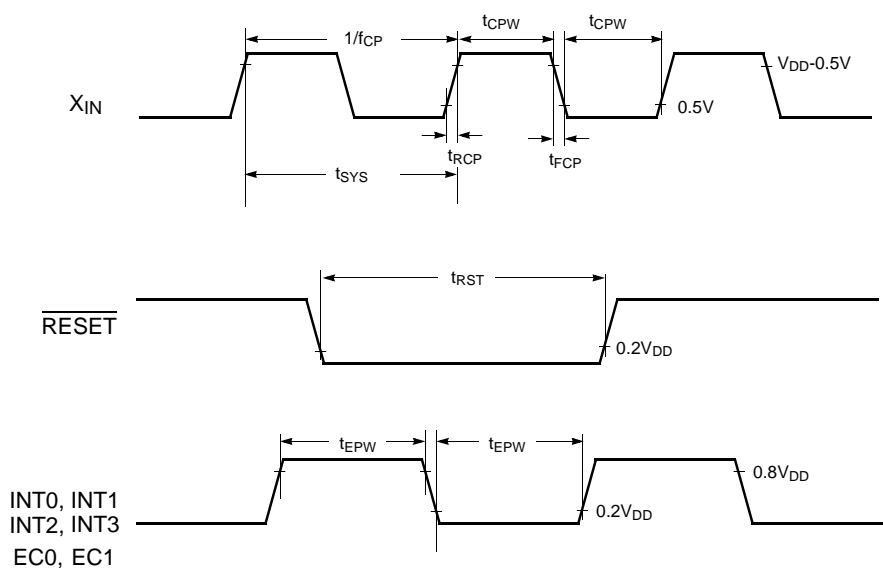 1/fCP
tCPW
tCPW
VDD-0.5V
XIN
0.5V
tRCP
tFCP
tSYS
tRST
RESET
0.2VDD
tEPW
tEPW
0.8VDD
INT0, INT1
0.2VDD
INT2, INT3
EC0, EC1